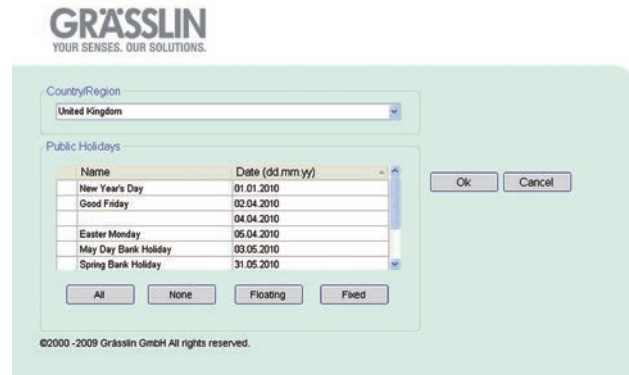 GRÄSSLIN
YOUR SENSES. OUR SOLUTIONS.
Country/Region
United Kingdom
Public Holidays
Name Date (dd.mm.yy)
New Year's Day 01.01.2010
Good Friday 02.04.2010
04.04.2010
Easter Monday 05.04.2010
May Day Bank Holiday 03.05.2010
Spring Bank Holiday 31.05.2010
Ok Cancel
All None Floating Fixed
©2000 -2009 Grässlin GmbH All rights reserved.